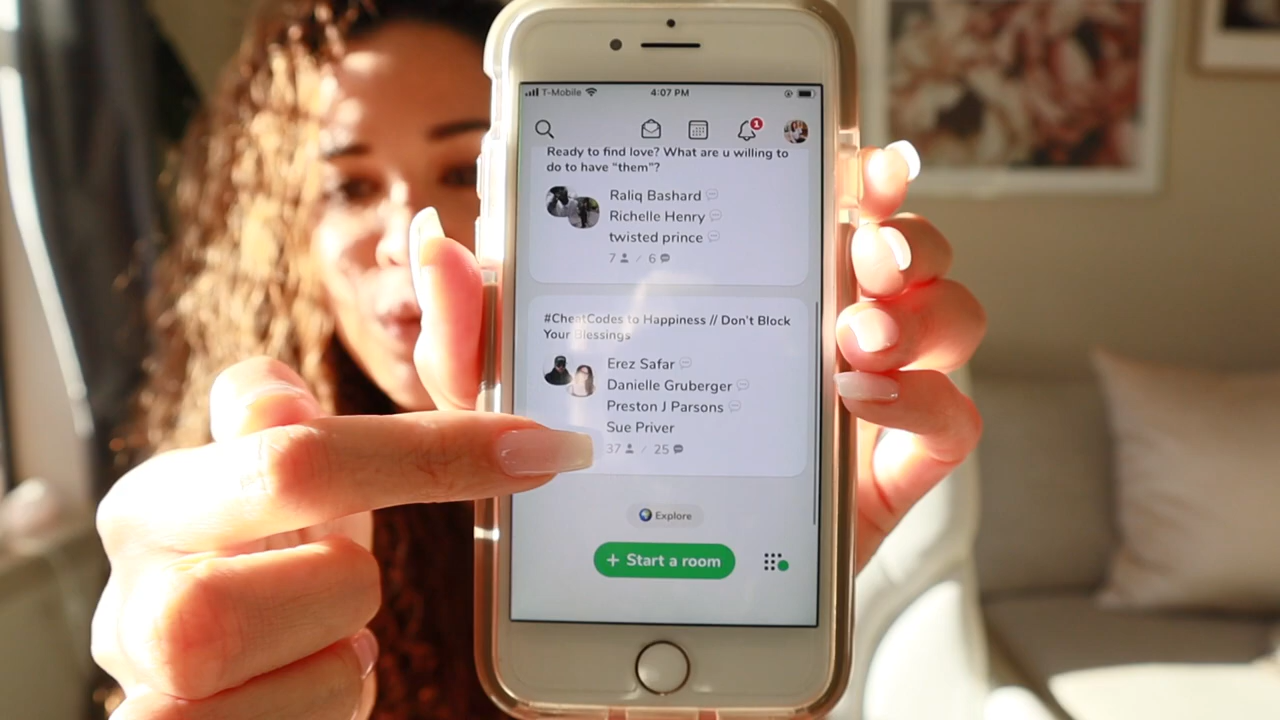 T-Mobile 4:07 PM
1
Ready to find love? What are u willing to
do to have "them"?
Raliq Bashard
Richelle Henry
twisted prince
7 / 6
#CheatCodes to Happiness // Don't Block
Your Blessings
Erez Safar
Danielle Gruberger
Preston J Parsons
Sue Priver
37 / 25
Explore
+ Start a room